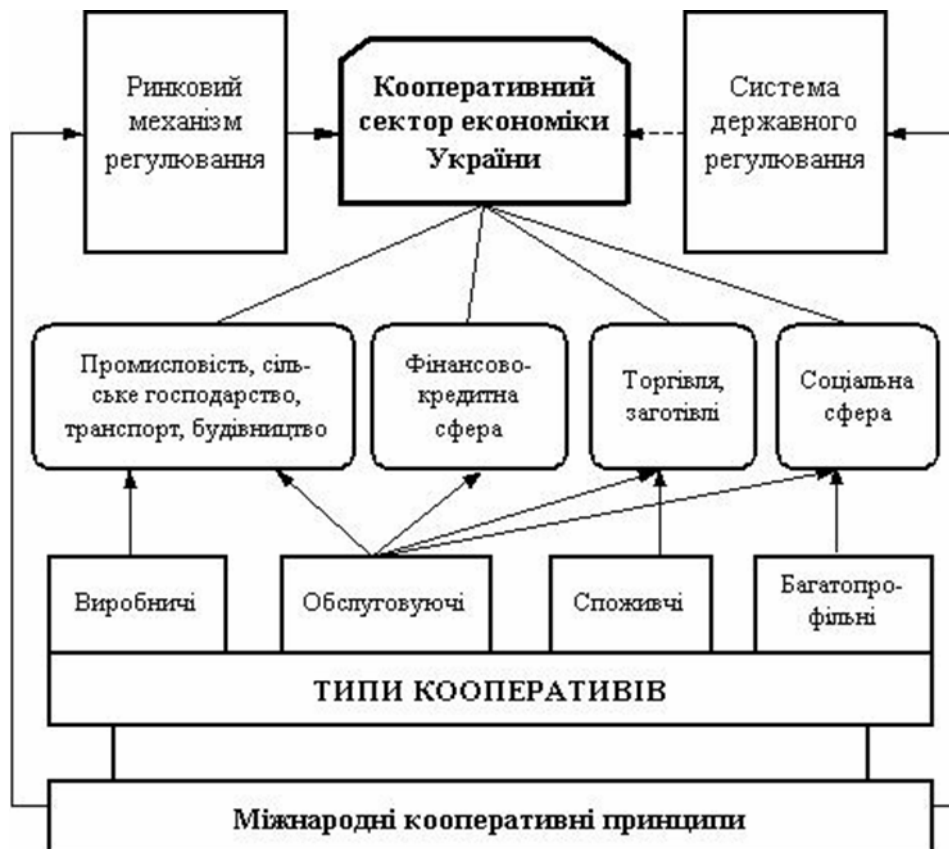 Ринковий
механізм
регулювання
Кооперативний
сектор економіки
України
Система
державного
регулювання
Промисловість, сіль-
ське господарство,
транспорт, будівництво
Фінансово-
кредитна
сфера
Торгівля,
заготівлі
Соціальна
сфера
Виробничі
Обслуговуючі
Споживчі
Багатопро-
фільні
ТИПИ КООПЕРАТИВІВ
Міжнародні кооперативні принципи